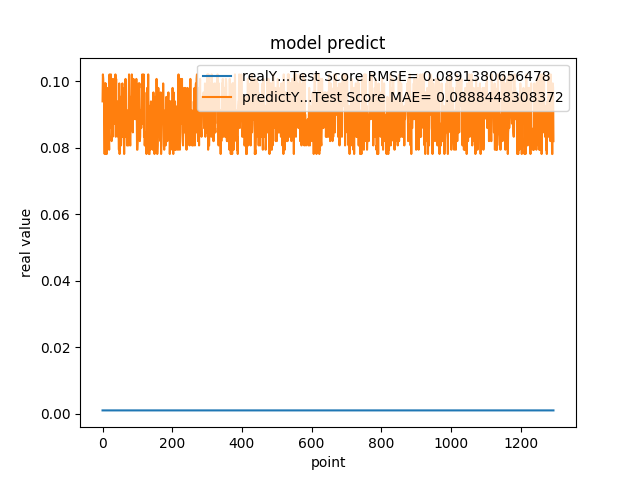 model predict
realY...Test Score RMSE= 0.0891380656478
predictY...Test Score MAE= 0.0888448308372
0.10
0.08
0.06
0.04
0.02
0.00
real value
0 200 400 600 800 1000 1200
point